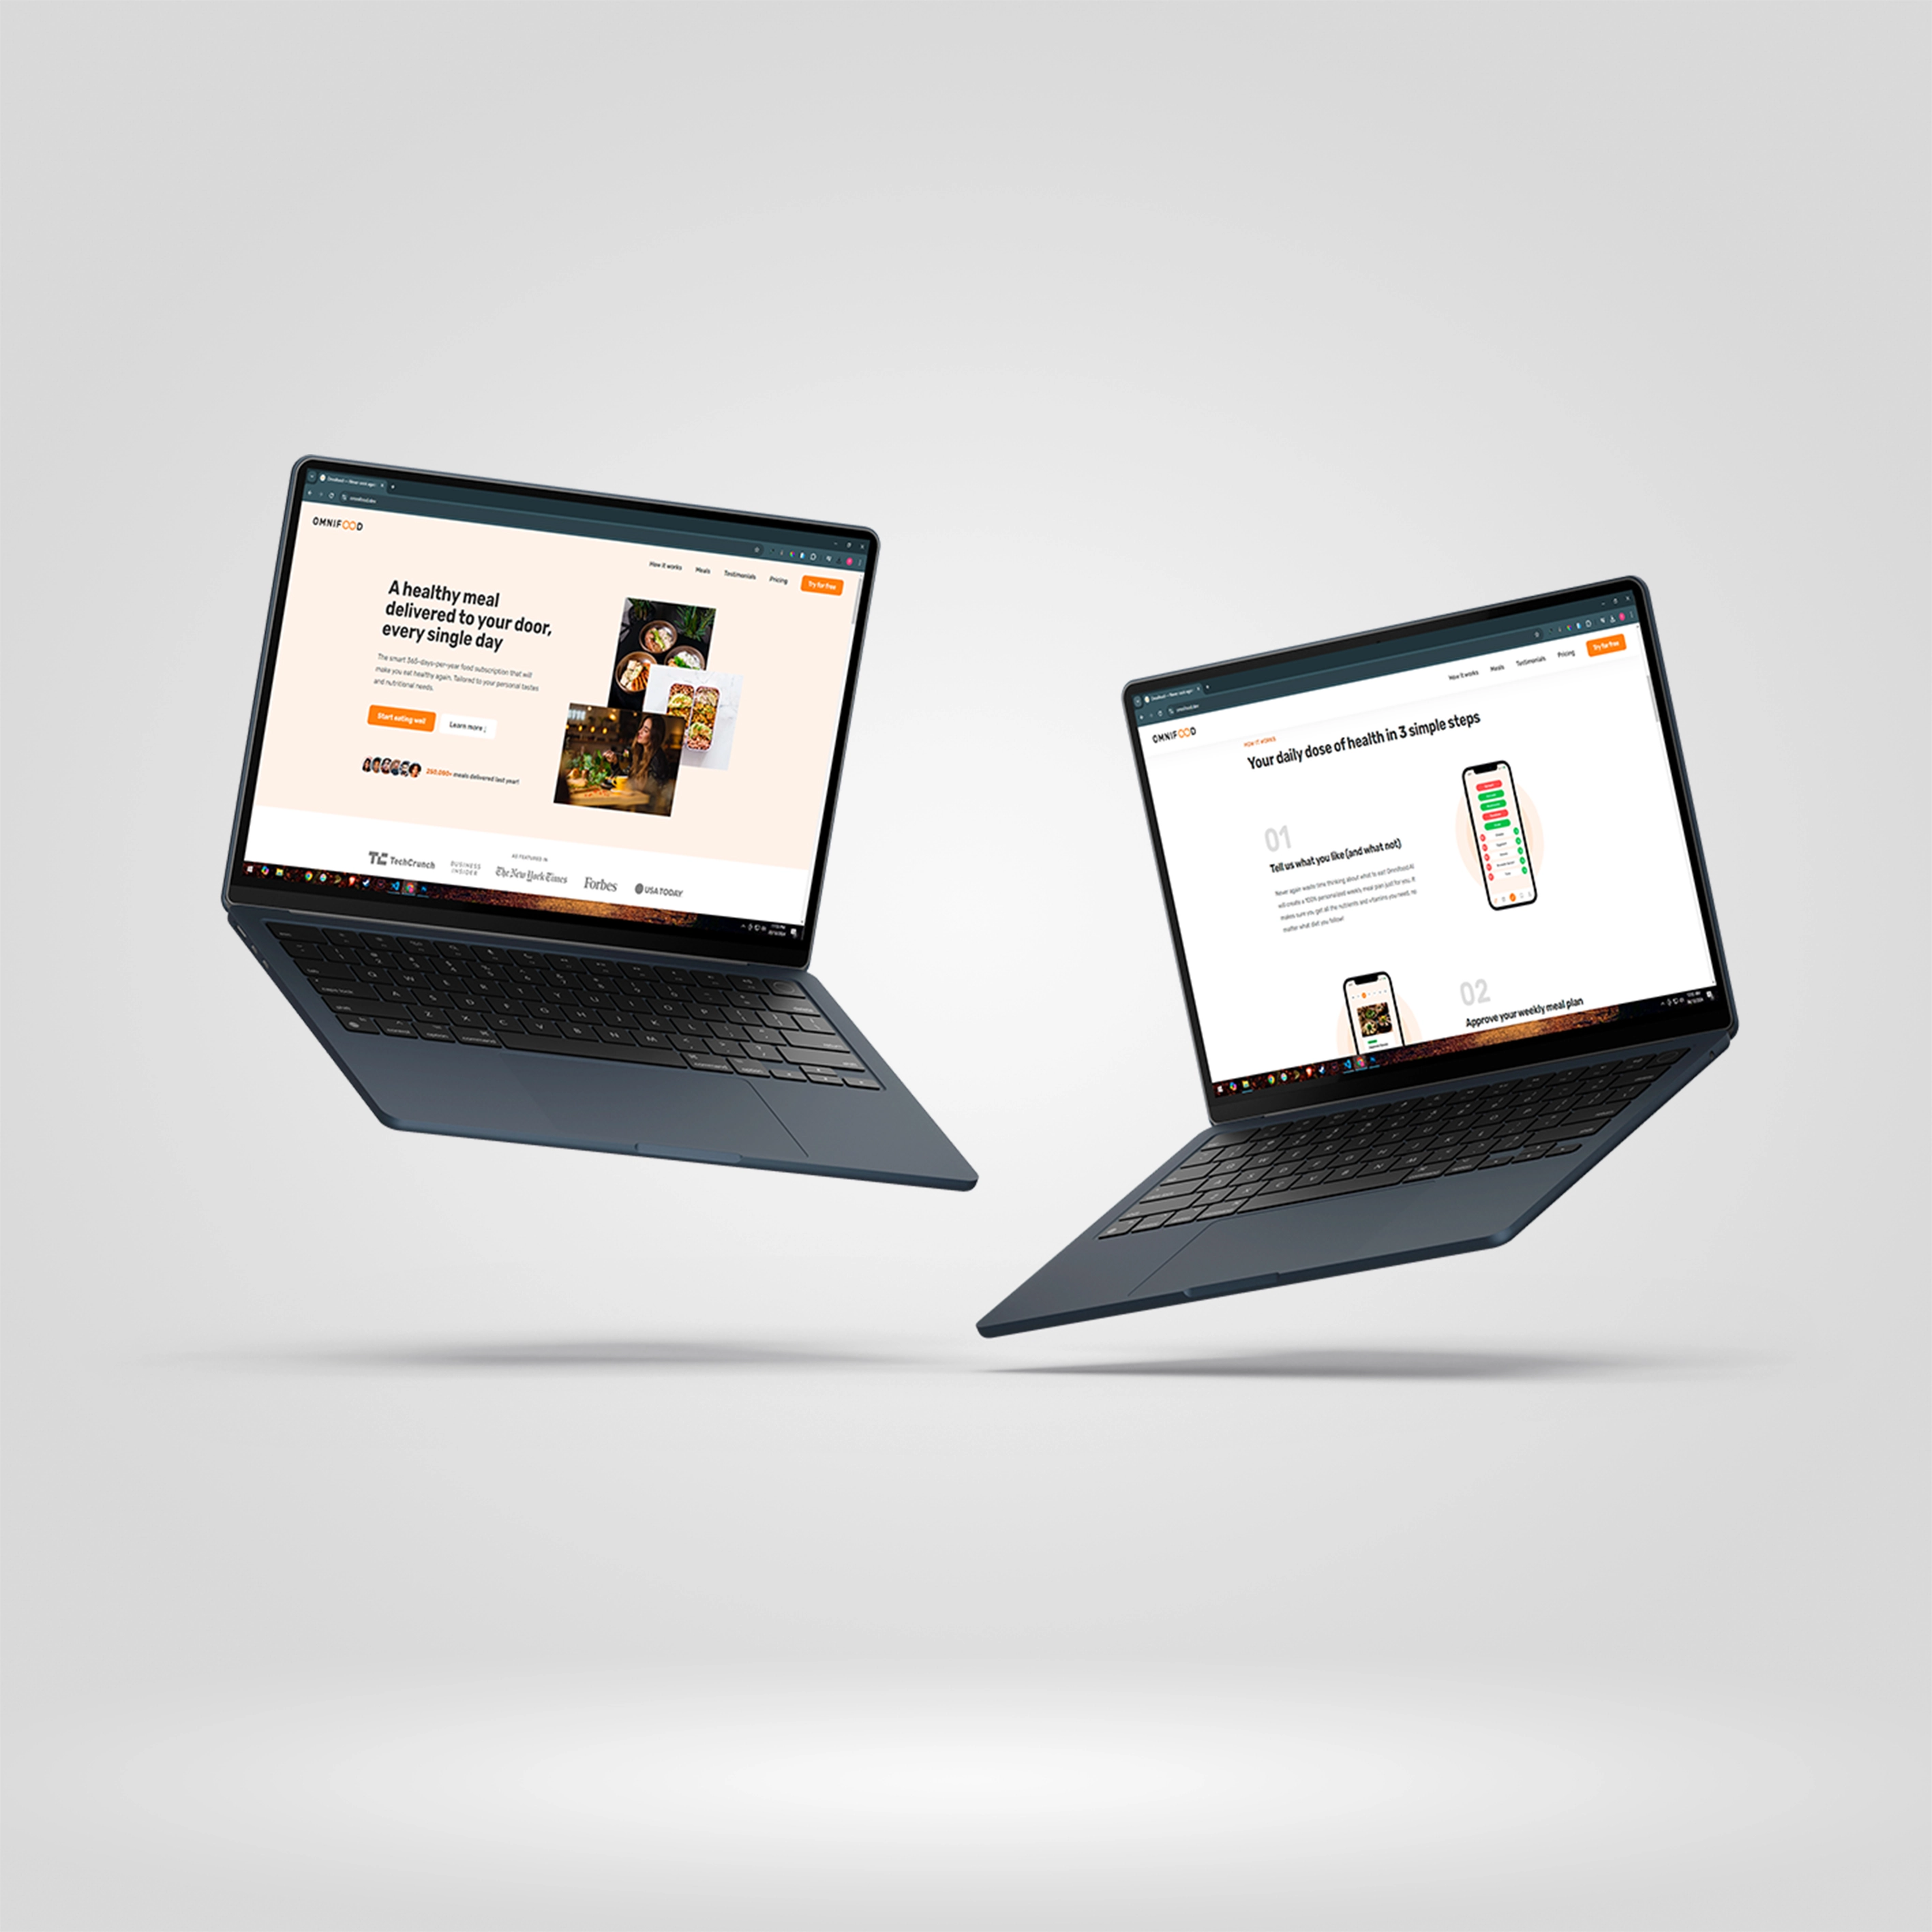 OMNIFOOD
How it works
Meals
Testimonials
Pricing
Try for free
A healthy meal
delivered to your door,
every single day
The smart 365-days-per-year food subscription that will
make you eat healthy again. Tailored to your personal tastes
and nutritional needs.
Start eating well
Learn more ↓
250,000+ meals delivered last year!
AS FEATURED IN
TC TechCrunch
BUSINESS
INSIDER
The New York Times
Forbes
USA TODAY
caps lock
option
command
command
option
OMNIFOOD
How it works
Meals
Testimonials
Pricing
Try for free
HOW IT WORKS
Your daily dose of health in 3 simple steps
01
Tell us what you like (and what not)
Never again waste time thinking about what to eat! Omnifood AI
will create a 100% personalized weekly meal plan just for you. It
makes sure you get all the nutrients and vitamins you need, no
matter what diet you follow!
02
Approve your weekly meal plan